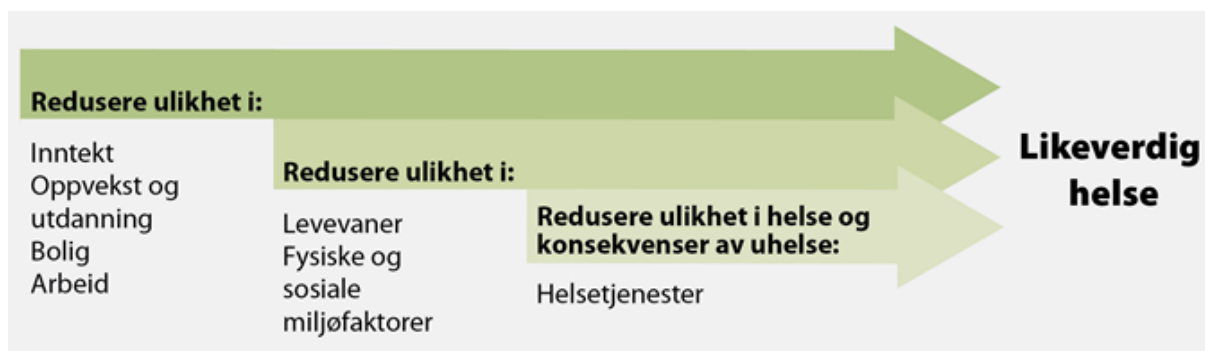 Redusere ulikhet i:
Inntekt
Oppvekst og
utdanning
Bolig
Arbeid
Redusere ulikhet i:
Levevaner
Fysiske og
sosiale
miljøfaktorer
Redusere ulikhet i helse og
konsekvenser av uhelse:
Helsetjenester
Likeverdig
helse